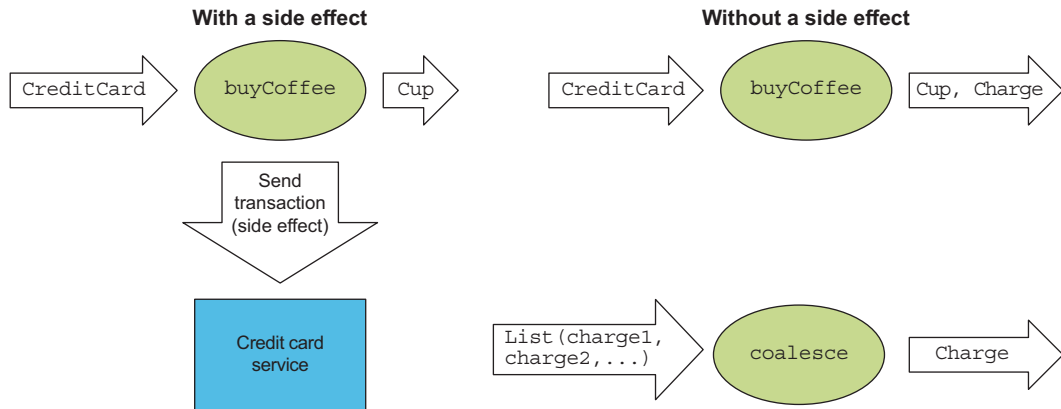 With a side effect
CreditCard
buyCoffee
Cup
Send
transaction
(side effect)
Credit card
service
Without a side effect
CreditCard
buyCoffee
Cup, Charge
List(charge1,
charge2,...)
coalesce
Charge